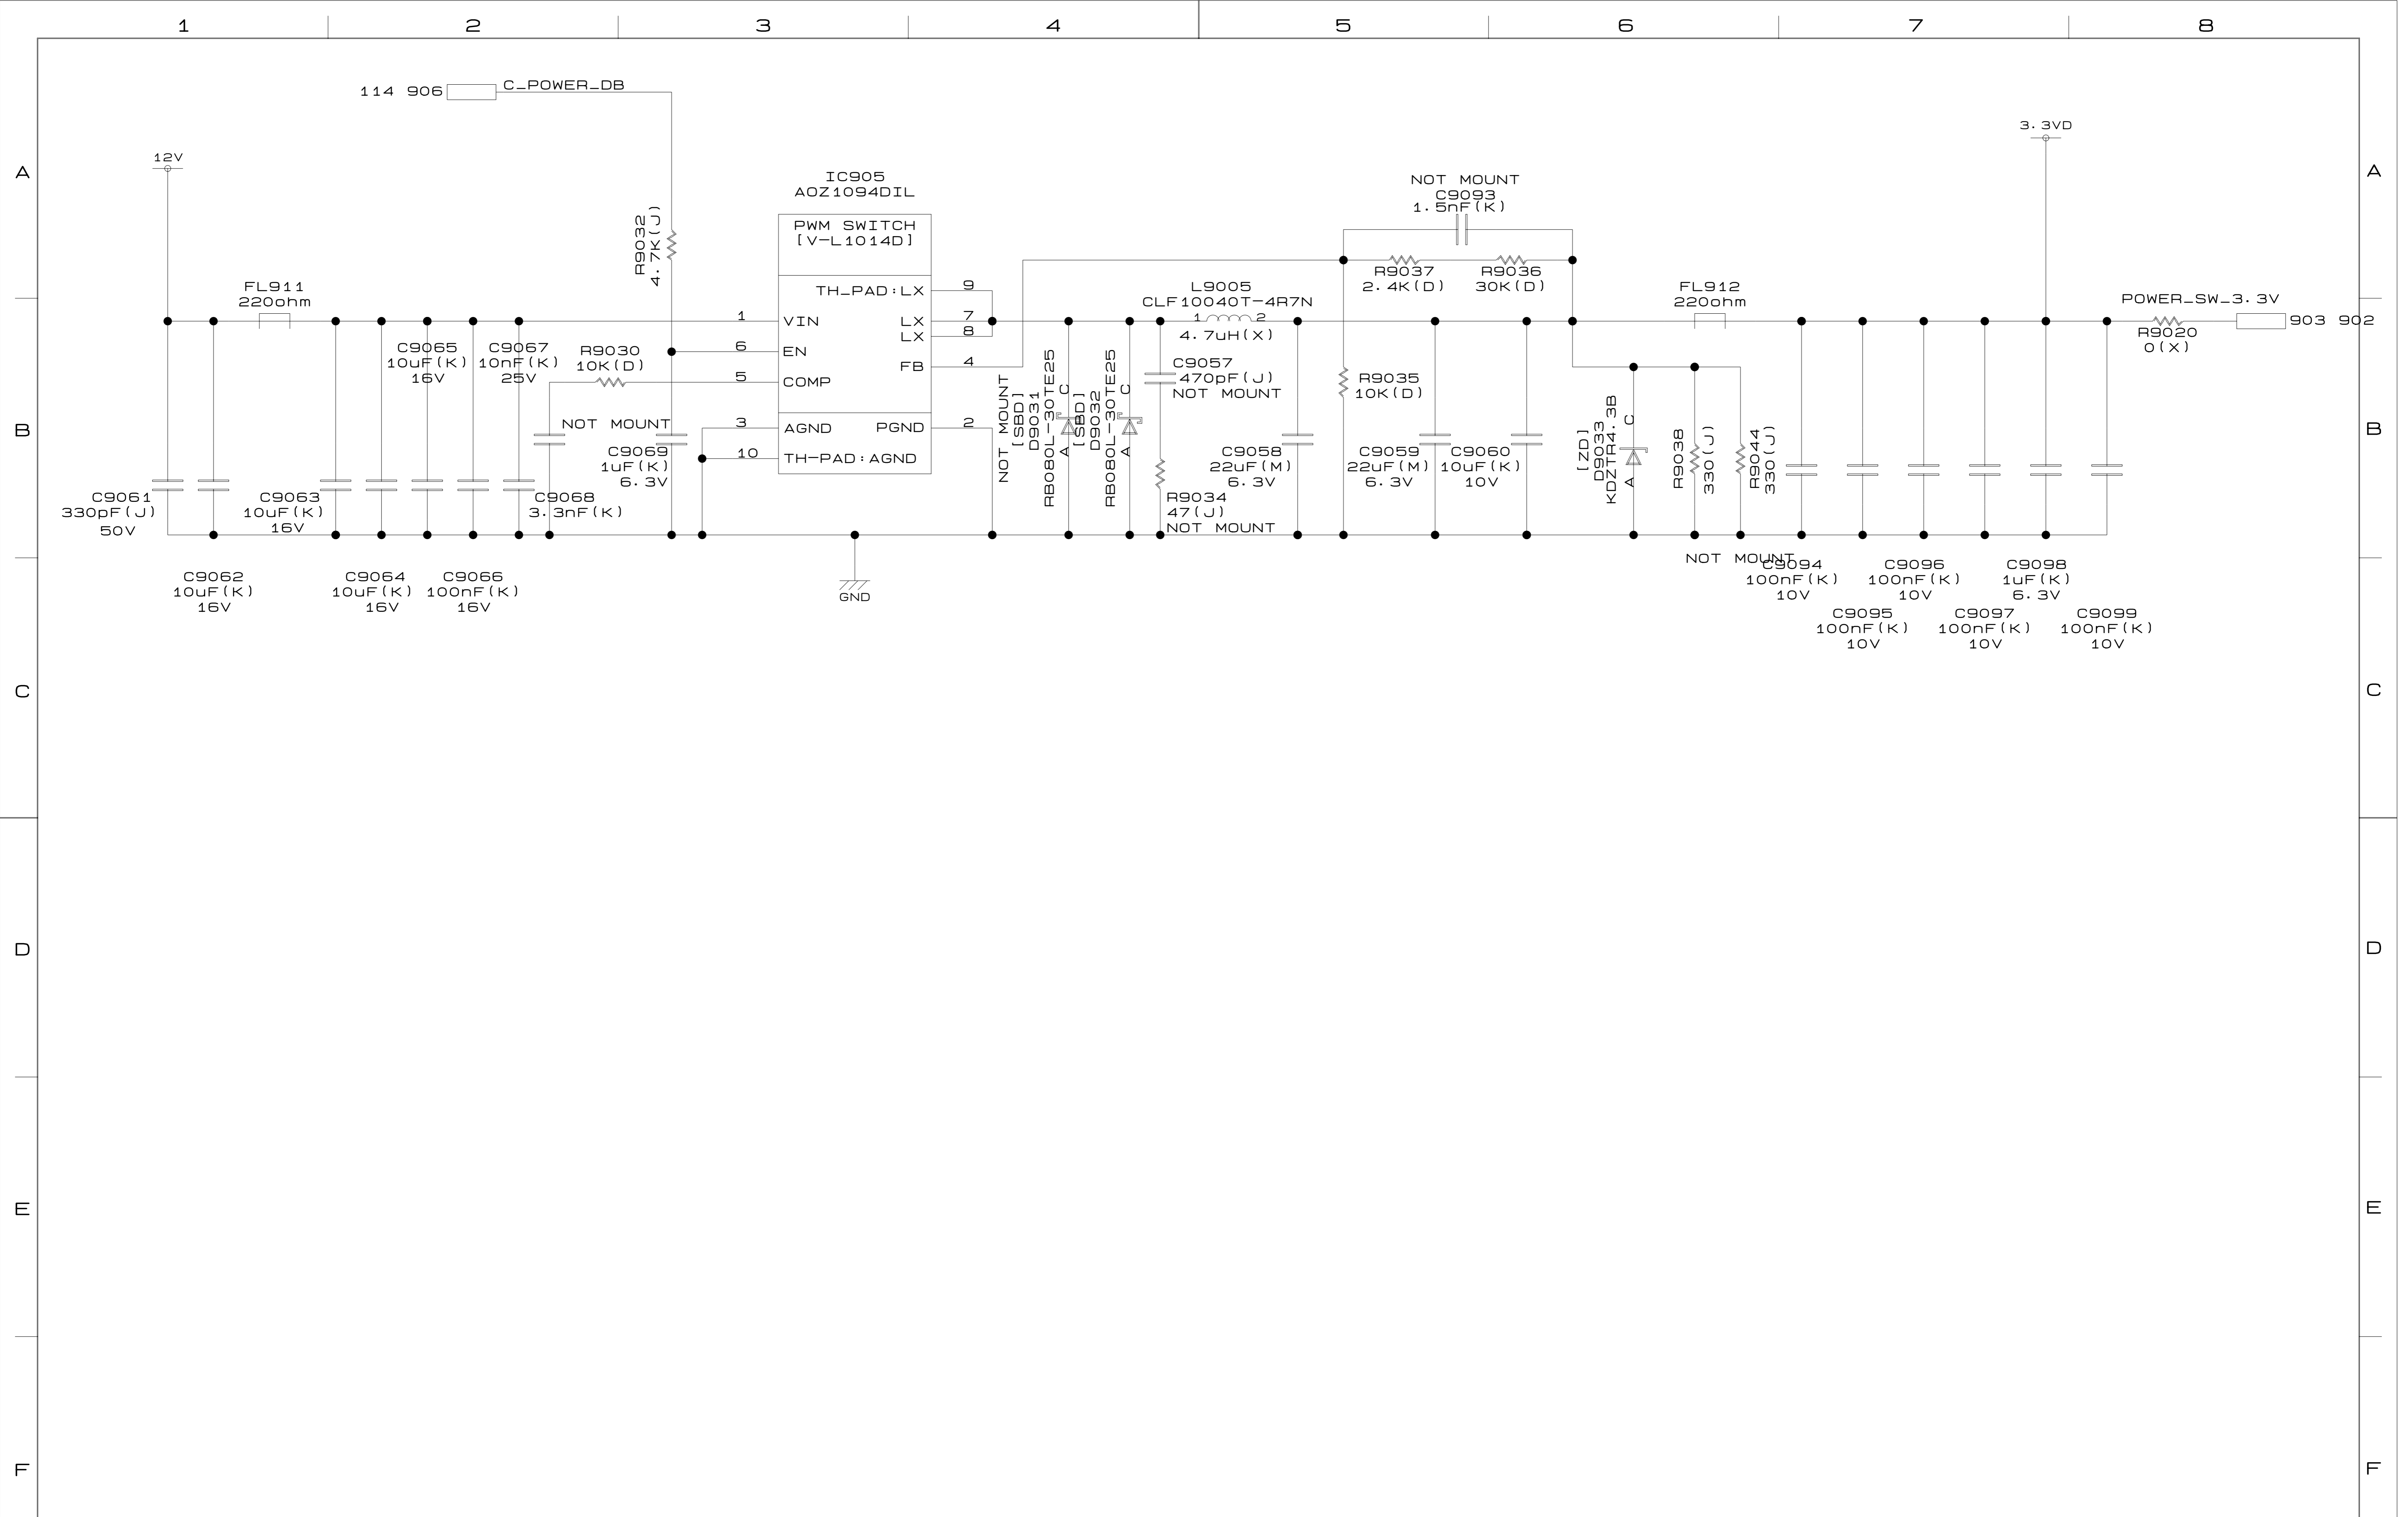 1 2 3 4 5 6 7 8
114 906
C_POWER_DB
3.3VD
12V
A
A
IC905
AOZ1094DIL
PWM SWITCH
[V-L1014D]
NOT MOUNT
C9093
1.5nF(K)
R9032
4.7K(J)
R9037
2.4K(D)
R9036
30K(D)
FL911
220ohm
TH_PAD:LX
9
L9005
CLF10040T-4R7N
1
2
4.7uH(X)
FL912
220ohm
POWER_SW_3.3V
903 902
R9020
0(X)
1
VIN
LX
7
LX
8
6
EN
FB
4
5
COMP
3
AGND
PGND
2
10
TH-PAD:AGND
C9065
10uF(K)
16V
C9067
10nF(K)
25V
R9030
10K(D)
NOT MOUNT
C9069
1uF(K)
6.3V
NOT MOUNT
[SBD]
D9031
RB080L-30TE25
A
C
[SBD]
D9032
RB080L-30TE25
A
C
C9057
470pF(J)
NOT MOUNT
R9035
10K(D)
B
B
C9058
22uF(M)
6.3V
C9059
22uF(M)
6.3V
C9060
10uF(K)
10V
[ZD]
D9033
KDZTR4.3B
A
C
R9038
330(J)
R9044
330(J)
C9061
330pF(J)
50V
C9063
10uF(K)
16V
C9068
3.3nF(K)
R9034
47(J)
NOT MOUNT
NOT MOUNT
C9062
10uF(K)
16V
C9064
10uF(K)
16V
C9066
100nF(K)
16V
GND
C9094
100nF(K)
10V
C9096
100nF(K)
10V
C9098
1uF(K)
6.3V
C9095
100nF(K)
10V
C9097
100nF(K)
10V
C9099
100nF(K)
10V
C
C
D
D
E
E
F
F